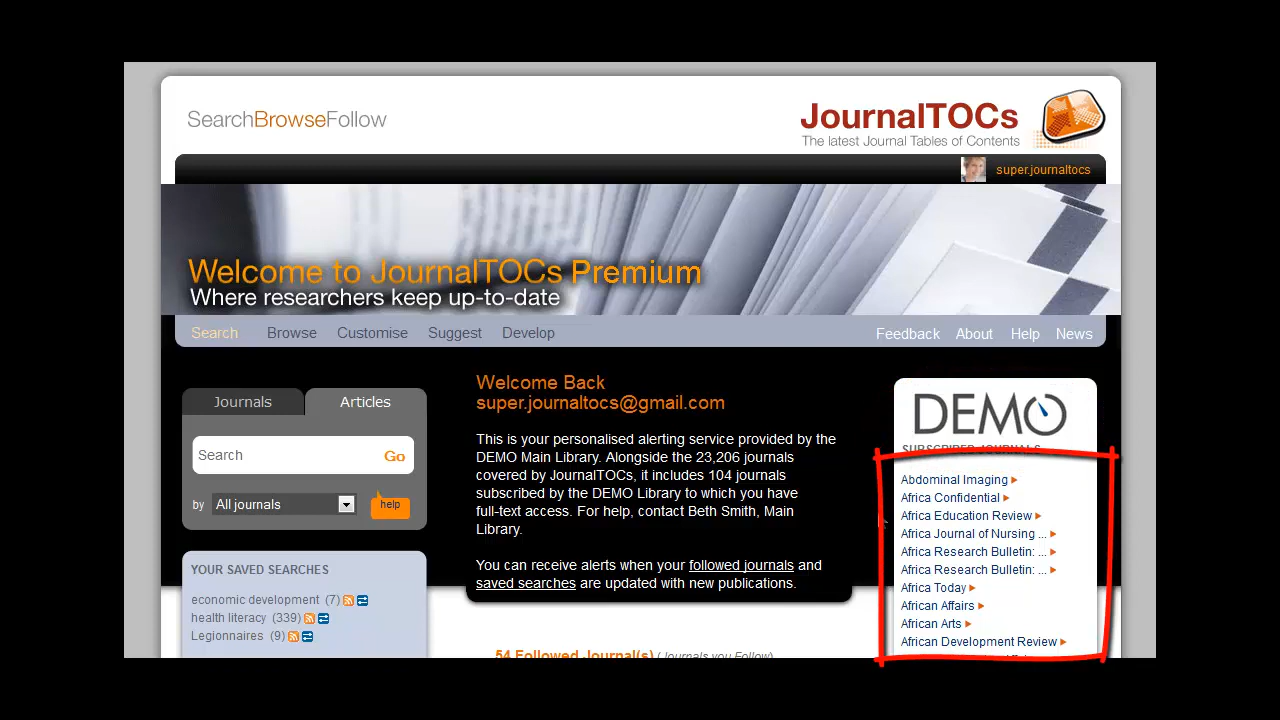 SearchBrowseFollow
JournalTOCs
The latest Journal Tables of Contents
super.journaltocs
Welcome to JournalTOCs Premium
Where researchers keep up-to-date
Search Browse Customise Suggest Develop
Feedback About Help News
Journals Articles
Search Go
by All journals help
YOUR SAVED SEARCHES
economic development (7)
health literacy (339)
Legionnaires (9)
Welcome Back
super.journaltocs@gmail.com
This is your personalised alerting service provided by the
DEMO Main Library. Alongside the 23,206 journals
covered by JournalTOCs, it includes 104 journals
subscribed by the DEMO Library to which you have
full-text access. For help, contact Beth Smith, Main
Library.
You can receive alerts when your followed journals and
saved searches are updated with new publications.
54 Followed Journal(s) (Journals you Follow)
DEMO
SUBSCRIBED JOURNALS
Abdominal Imaging
Africa Confidential
Africa Education Review
Africa Journal of Nursing ...
Africa Research Bulletin: ...
Africa Research Bulletin: ...
Africa Today
African Affairs
African Arts
African Development Review